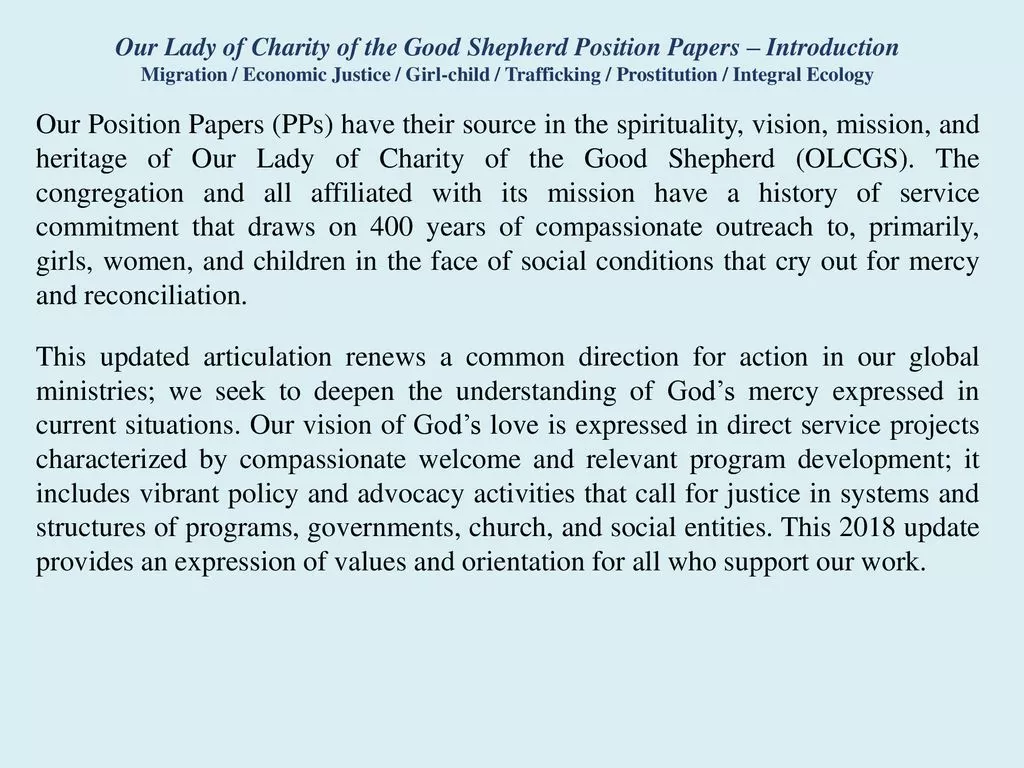 Our Lady of Charity of the Good Shepherd Position Papers – Introduction
Migration / Economic Justice / Girl-child / Trafficking / Prostitution / Integral Ecology
Our Position Papers (PPs) have their source in the spirituality, vision, mission, and
heritage of Our Lady of Charity of the Good Shepherd (OLCGS). The
congregation and all affiliated with its mission have a history of service
commitment that draws on 400 years of compassionate outreach to, primarily,
girls, women, and children in the face of social conditions that cry out for mercy
and reconciliation.
This updated articulation renews a common direction for action in our global
ministries; we seek to deepen the understanding of God’s mercy expressed in
current situations. Our vision of God’s love is expressed in direct service projects
characterized by compassionate welcome and relevant program development; it
includes vibrant policy and advocacy activities that call for justice in systems and
structures of programs, governments, church, and social entities. This 2018 update
provides an expression of values and orientation for all who support our work.